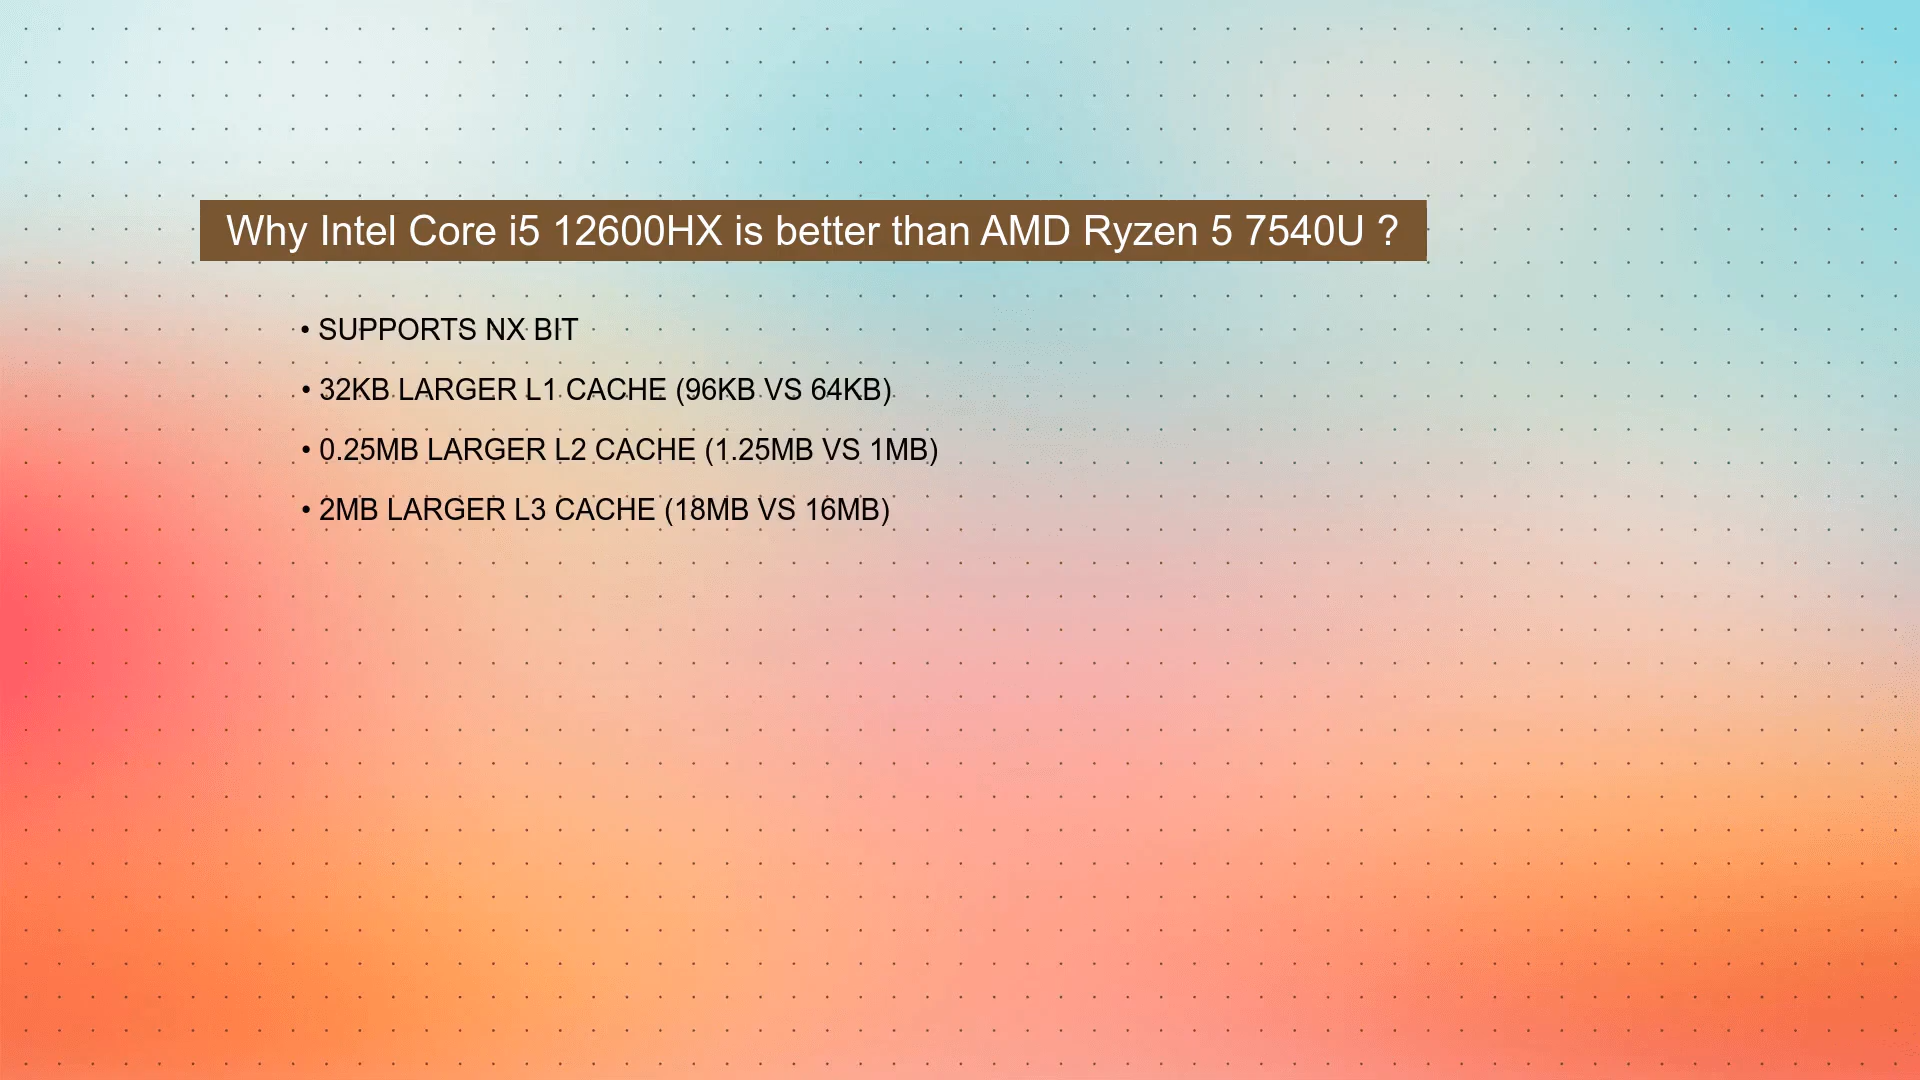 Why Intel Core i5 12600HX is better than AMD Ryzen 5 7540U ?
• SUPPORTS NX BIT
• 32KB LARGER L1 CACHE (96KB VS 64KB)
• 0.25MB LARGER L2 CACHE (1.25MB VS 1MB)
• 2MB LARGER L3 CACHE (18MB VS 16MB)